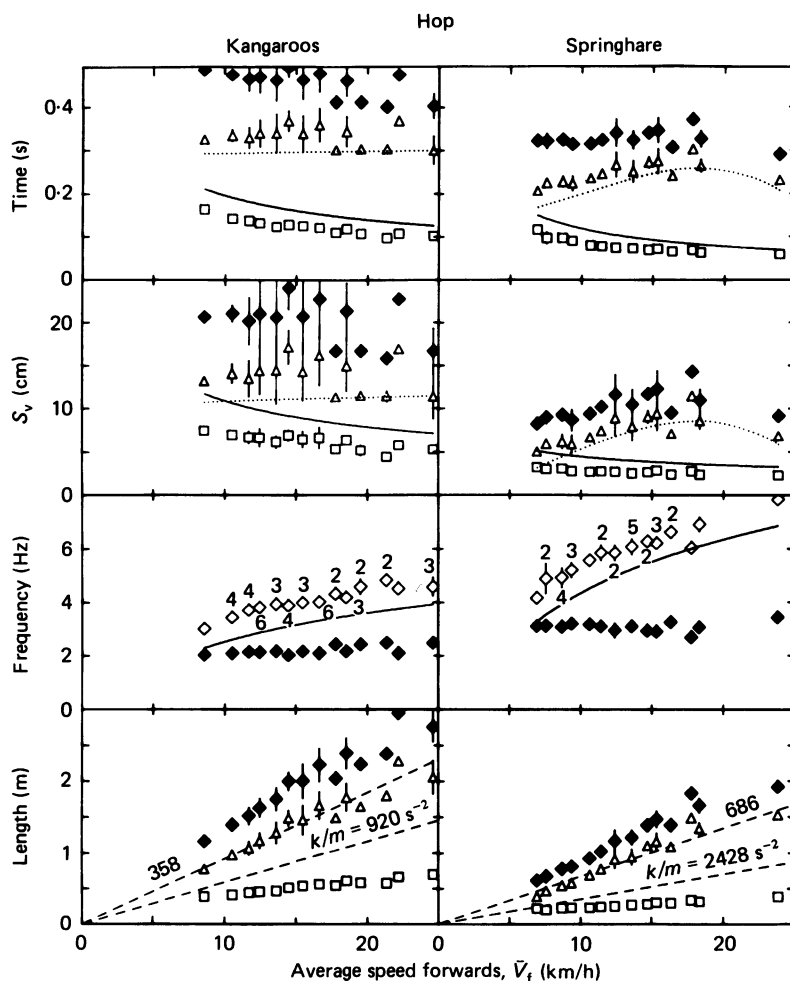 Hop
Kangaroos Springhare
Time (s)
0·4
0·2
0
S_v (cm)
20
10
0
Frequency (Hz)
6
4
2
0
4 4 3 3 2 2 2 3
6 4 6 3
2 3 2 5 3 2
4 2 2
Length (m)
2
1
0
358
k/m = 920 s⁻²
686
k/m = 2428 s⁻²
0 10 20 0 10 20
Average speed forwards, V̄_f (km/h)